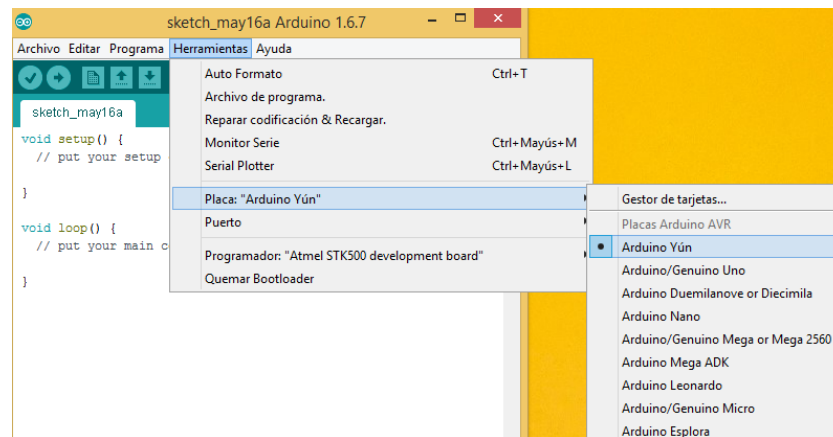 sketch_may16a Arduino 1.6.7
Archivo Editar Programa Herramientas Ayuda
sketch_may16a
void setup() {
// put your setup
}
void loop() {
// put your main
}
Auto Formato Ctrl+T
Archivo de programa.
Reparar codificación & Recargar.
Monitor Serie Ctrl+Mayús+M
Serial Plotter Ctrl+Mayús+L
Placa: "Arduino Yún"
Puerto
Programador: "Atmel STK500 development board"
Quemar Bootloader
Gestor de tarjetas...
Placas Arduino AVR
Arduino Yún
Arduino/Genuino Uno
Arduino Duemilanove or Diecimila
Arduino Nano
Arduino/Genuino Mega or Mega 2560
Arduino Mega ADK
Arduino Leonardo
Arduino/Genuino Micro
Arduino Esplora